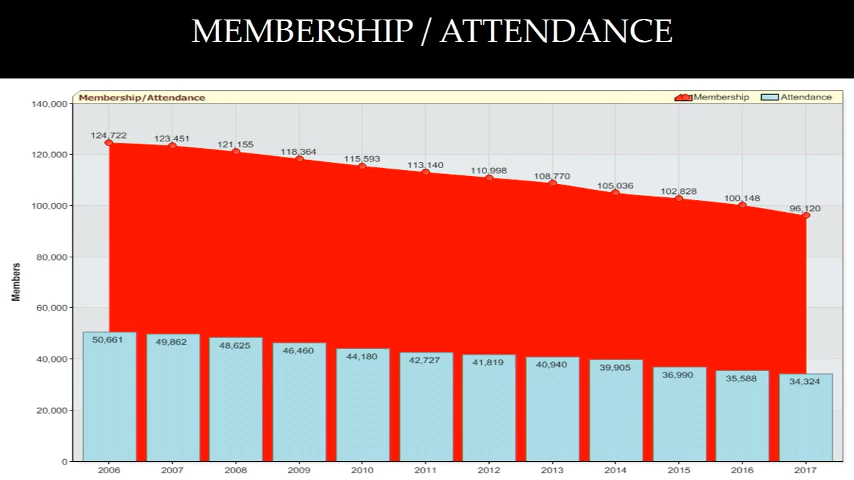 MEMBERSHIP / ATTENDANCE
Membership/Attendance
Membership Attendance
140,000
120,000
100,000
80,000
60,000
40,000
20,000
0
Members
124,722 123,451 121,155 118,364 115,593 113,140 110,998 108,770 105,036 102,828 100,148 96,120
50,661 49,862 48,625 46,460 44,180 42,727 41,819 40,940 39,905 36,990 35,588 34,324
2006 2007 2008 2009 2010 2011 2012 2013 2014 2015 2016 2017